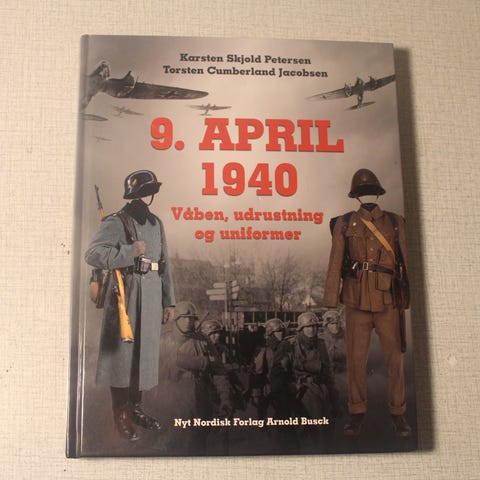 Karsten Skjold Petersen
Torsten Cumberland Jacobsen
9. APRIL
1940
Våben, udrustning
og uniformer
Nyt Nordisk Forlag Arnold Busck